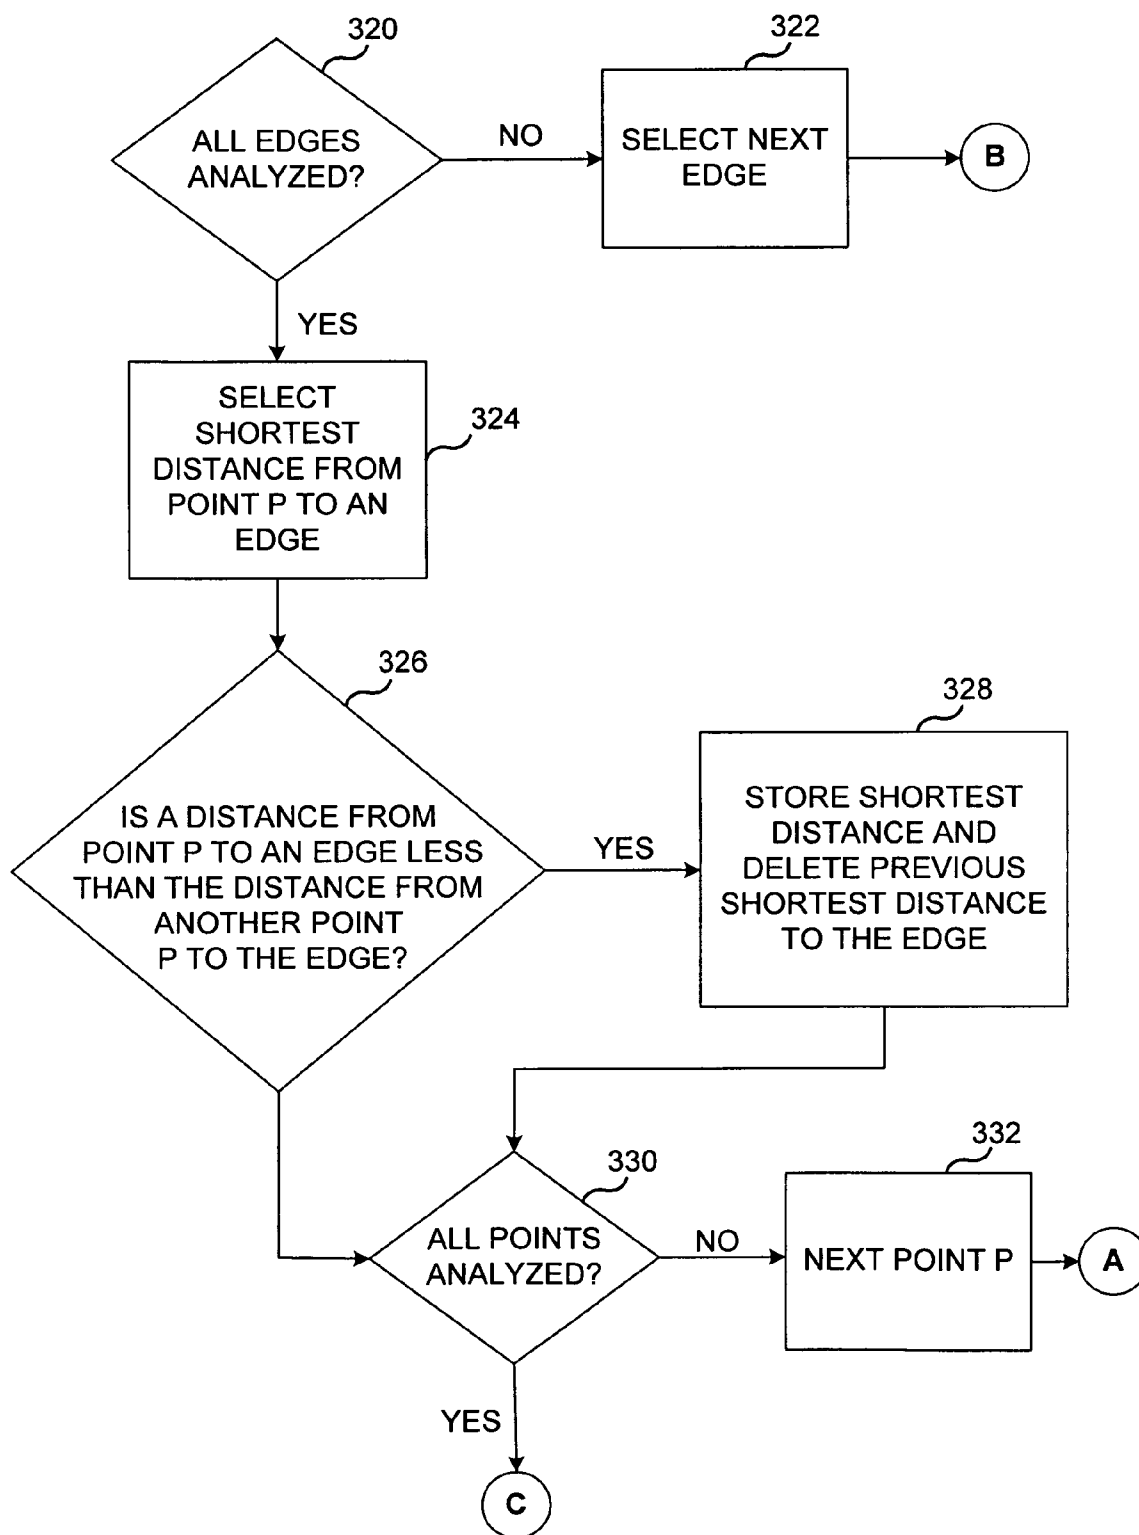 320
ALL EDGES
ANALYZED?
NO
322
SELECT NEXT
EDGE
B
YES
SELECT
SHORTEST
DISTANCE FROM
POINT P TO AN
EDGE
324
326
IS A DISTANCE FROM
POINT P TO AN EDGE LESS
THAN THE DISTANCE FROM
ANOTHER POINT
P TO THE EDGE?
YES
328
STORE SHORTEST
DISTANCE AND
DELETE PREVIOUS
SHORTEST DISTANCE
TO THE EDGE
330
ALL POINTS
ANALYZED?
NO
332
NEXT POINT P
A
YES
C